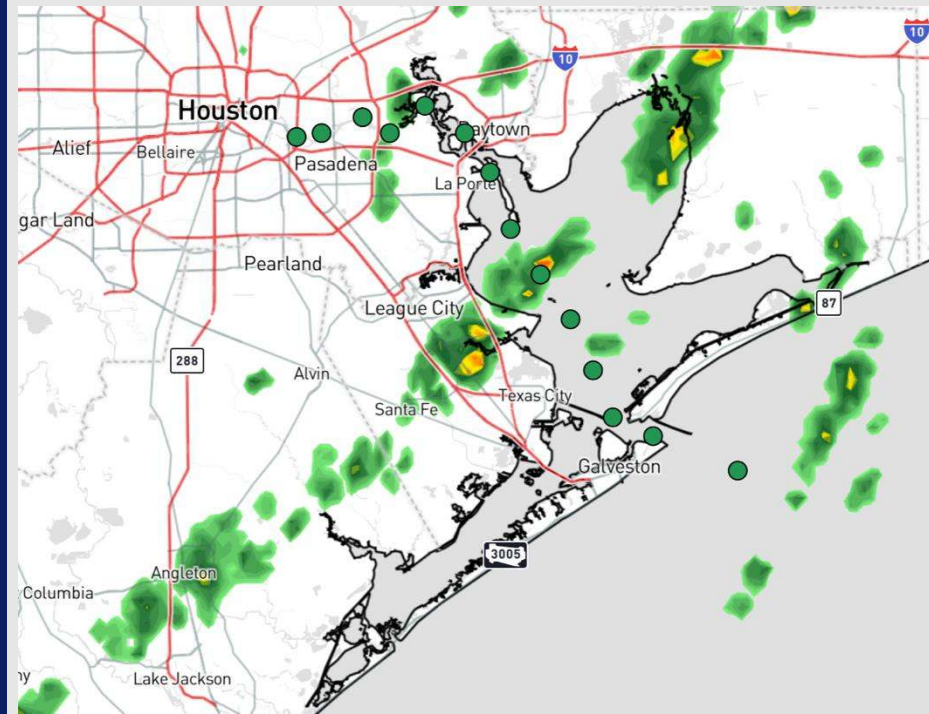 10
10
Houston
Baytown
Alief
Bellaire
Pasadena
La Porte
gar Land
Pearland
League City
87
288
Alvin
Texas City
Santa Fe
Galveston
3005
Angleton
Columbia
Lake Jackson